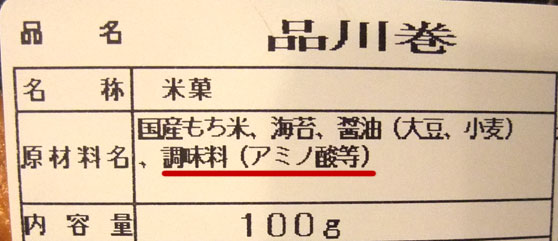 品名 品川巻
名称 米菓
原材料名 国産もち米、海苔、醤油（大豆、小麦）
、調味料（アミノ酸等）
内容量 100g